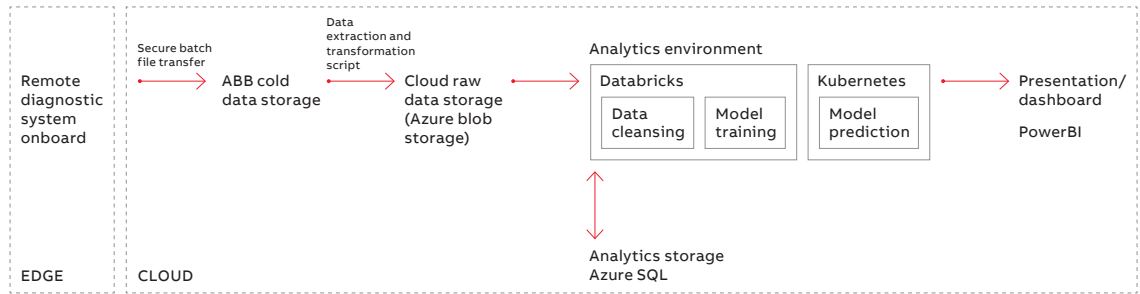 Remote
diagnostic
system
onboard
EDGE
Secure batch
file transfer
ABB cold
data storage
Data
extraction and
transformation
script
Cloud raw
data storage
(Azure blob
storage)
Analytics environment
Databricks
Data
cleansing
Model
training
Kubernetes
Model
prediction
Presentation/
dashboard
PowerBI
Analytics storage
Azure SQL
CLOUD